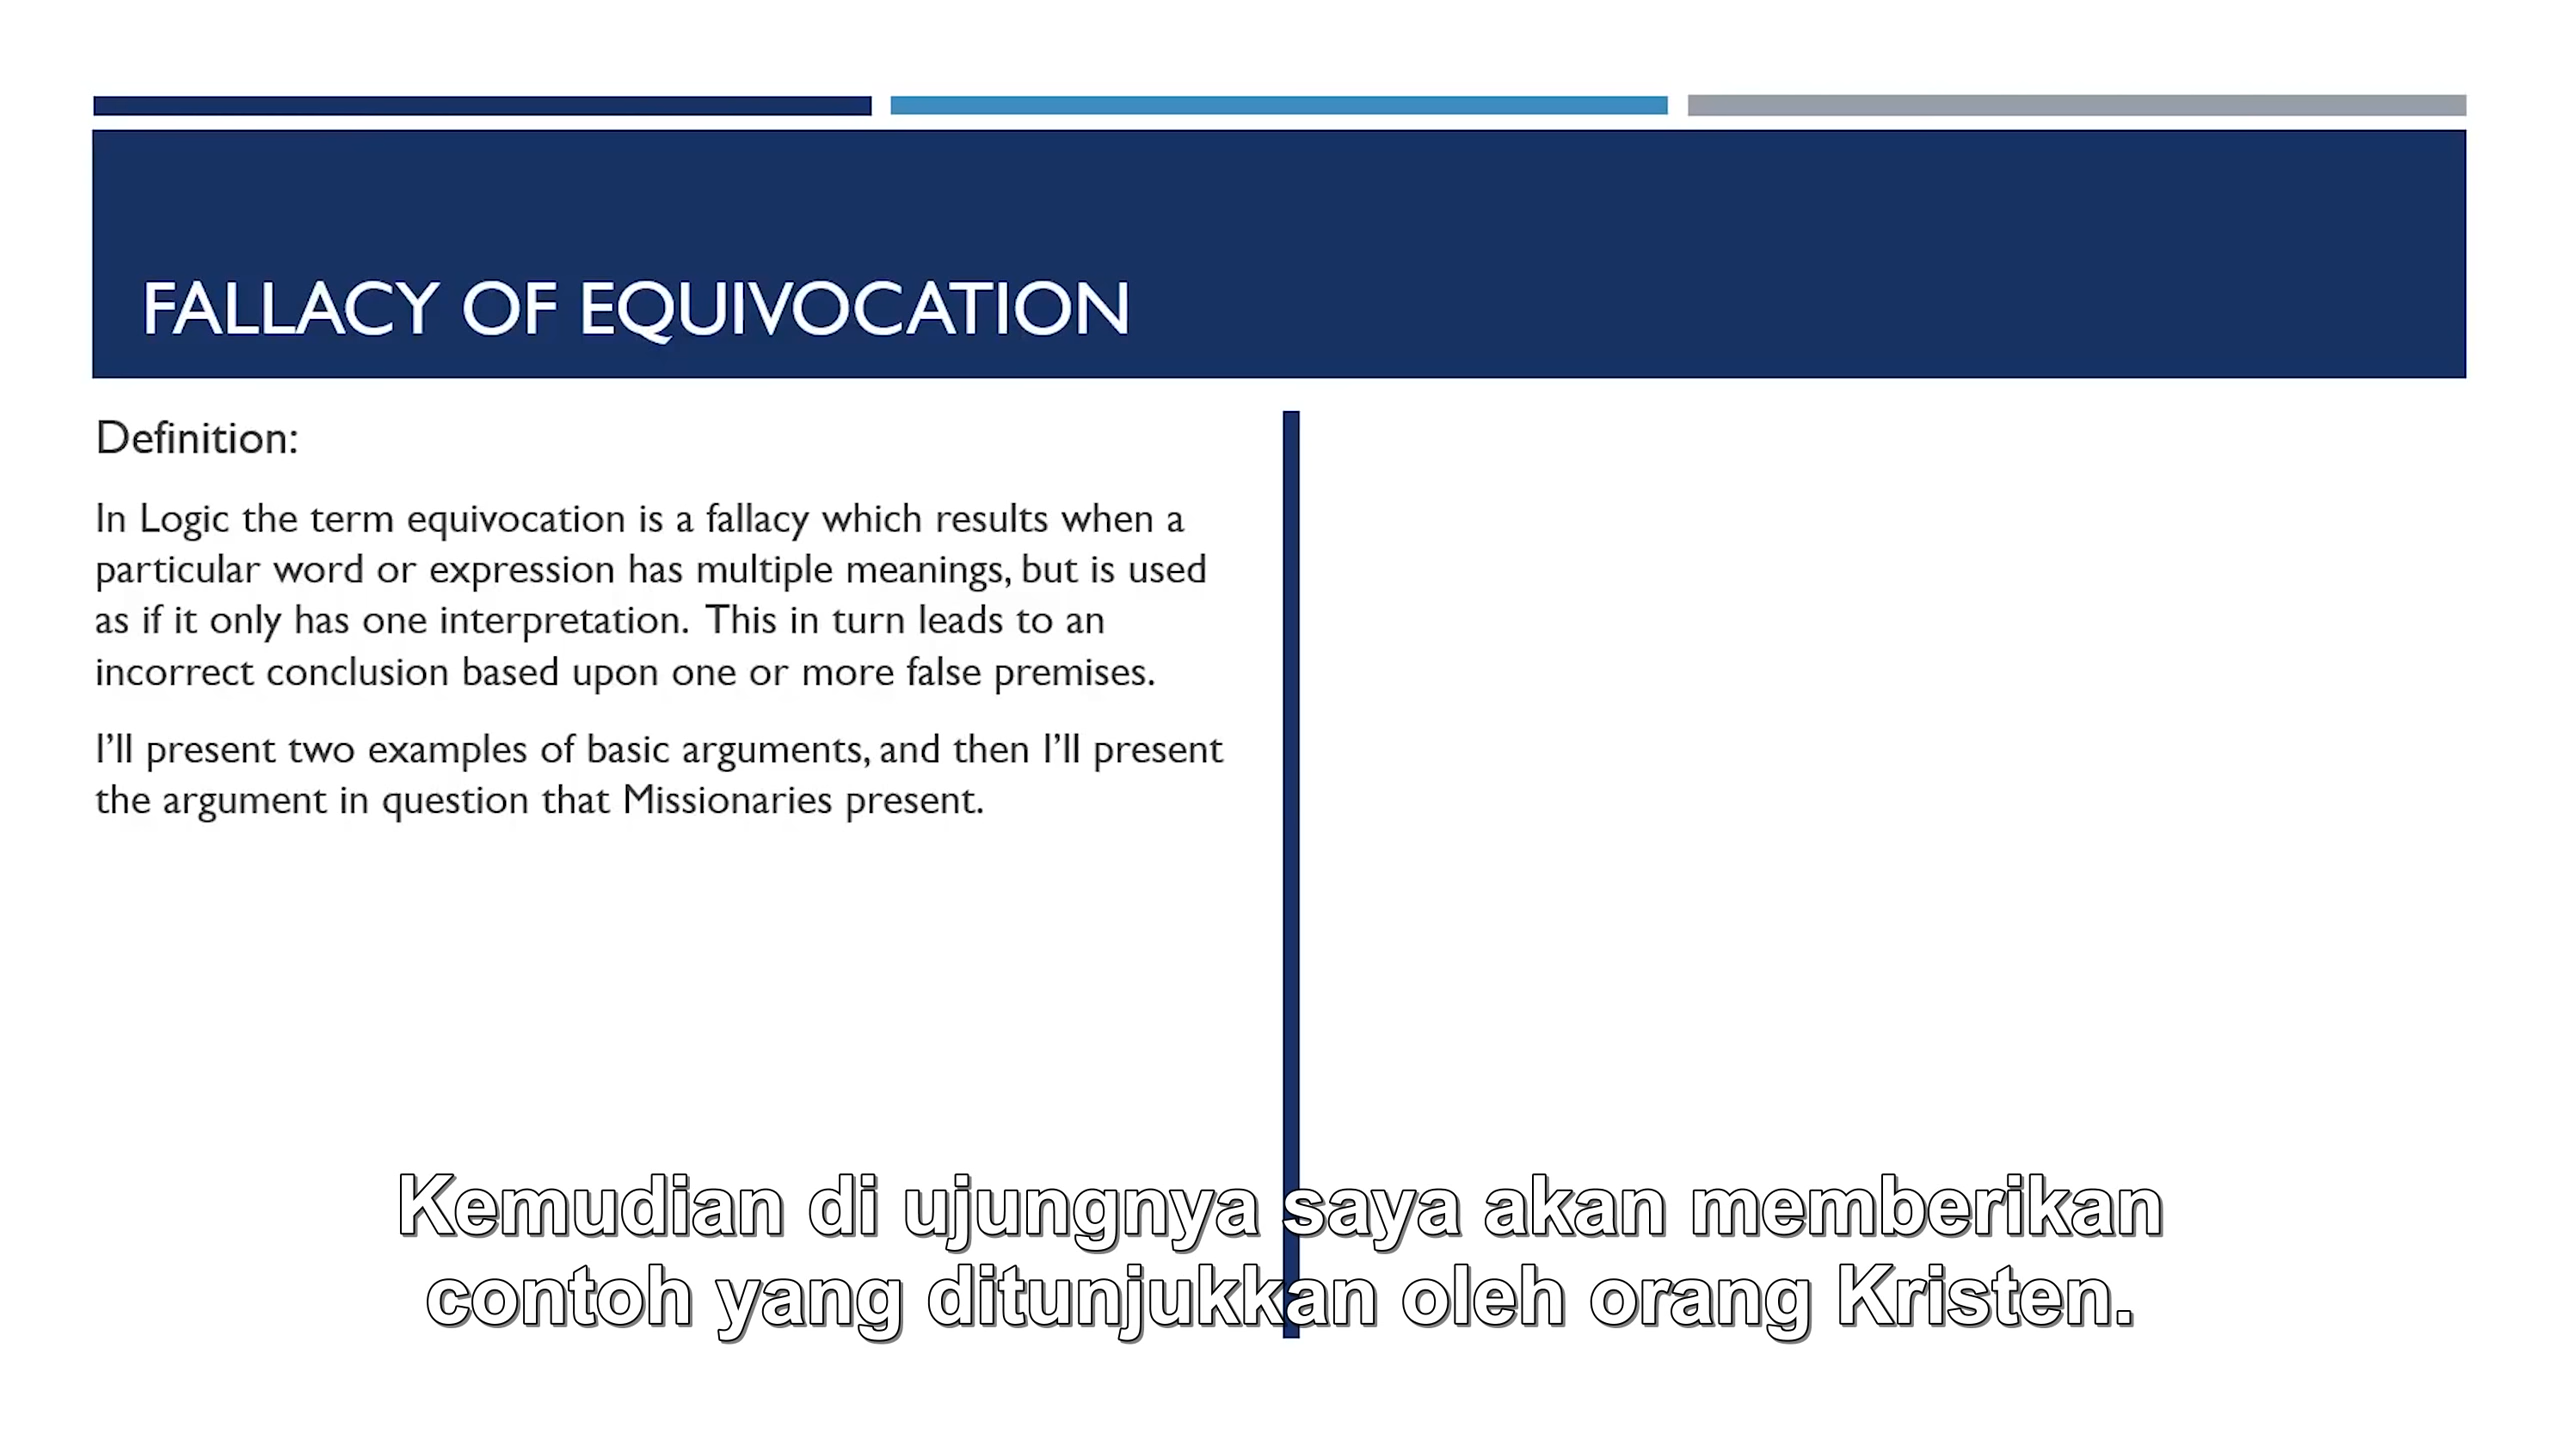 FALLACY OF EQUIVOCATION
Definition:
In Logic the term equivocation is a fallacy which results when a
particular word or expression has multiple meanings, but is used
as if it only has one interpretation. This in turn leads to an
incorrect conclusion based upon one or more false premises.
I'll present two examples of basic arguments, and then I'll present
the argument in question that Missionaries present.
Kemudian di ujungnya saya akan memberikan
contoh yang ditunjukkan oleh orang Kristen.